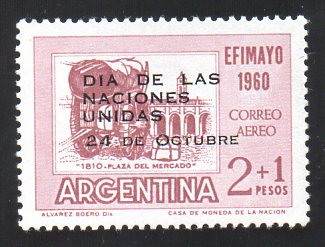 EFIMAYO
1960
DIA DE LAS
NACIONES
UNIDAS
24 DE OCTUBRE
CORREO
AEREO
"1810-PLAZA DEL MERCADO"
ARGENTINA 2+1
PESOS
ALVAREZ BOERO Dis CASA DE MONEDA DE LA NACION